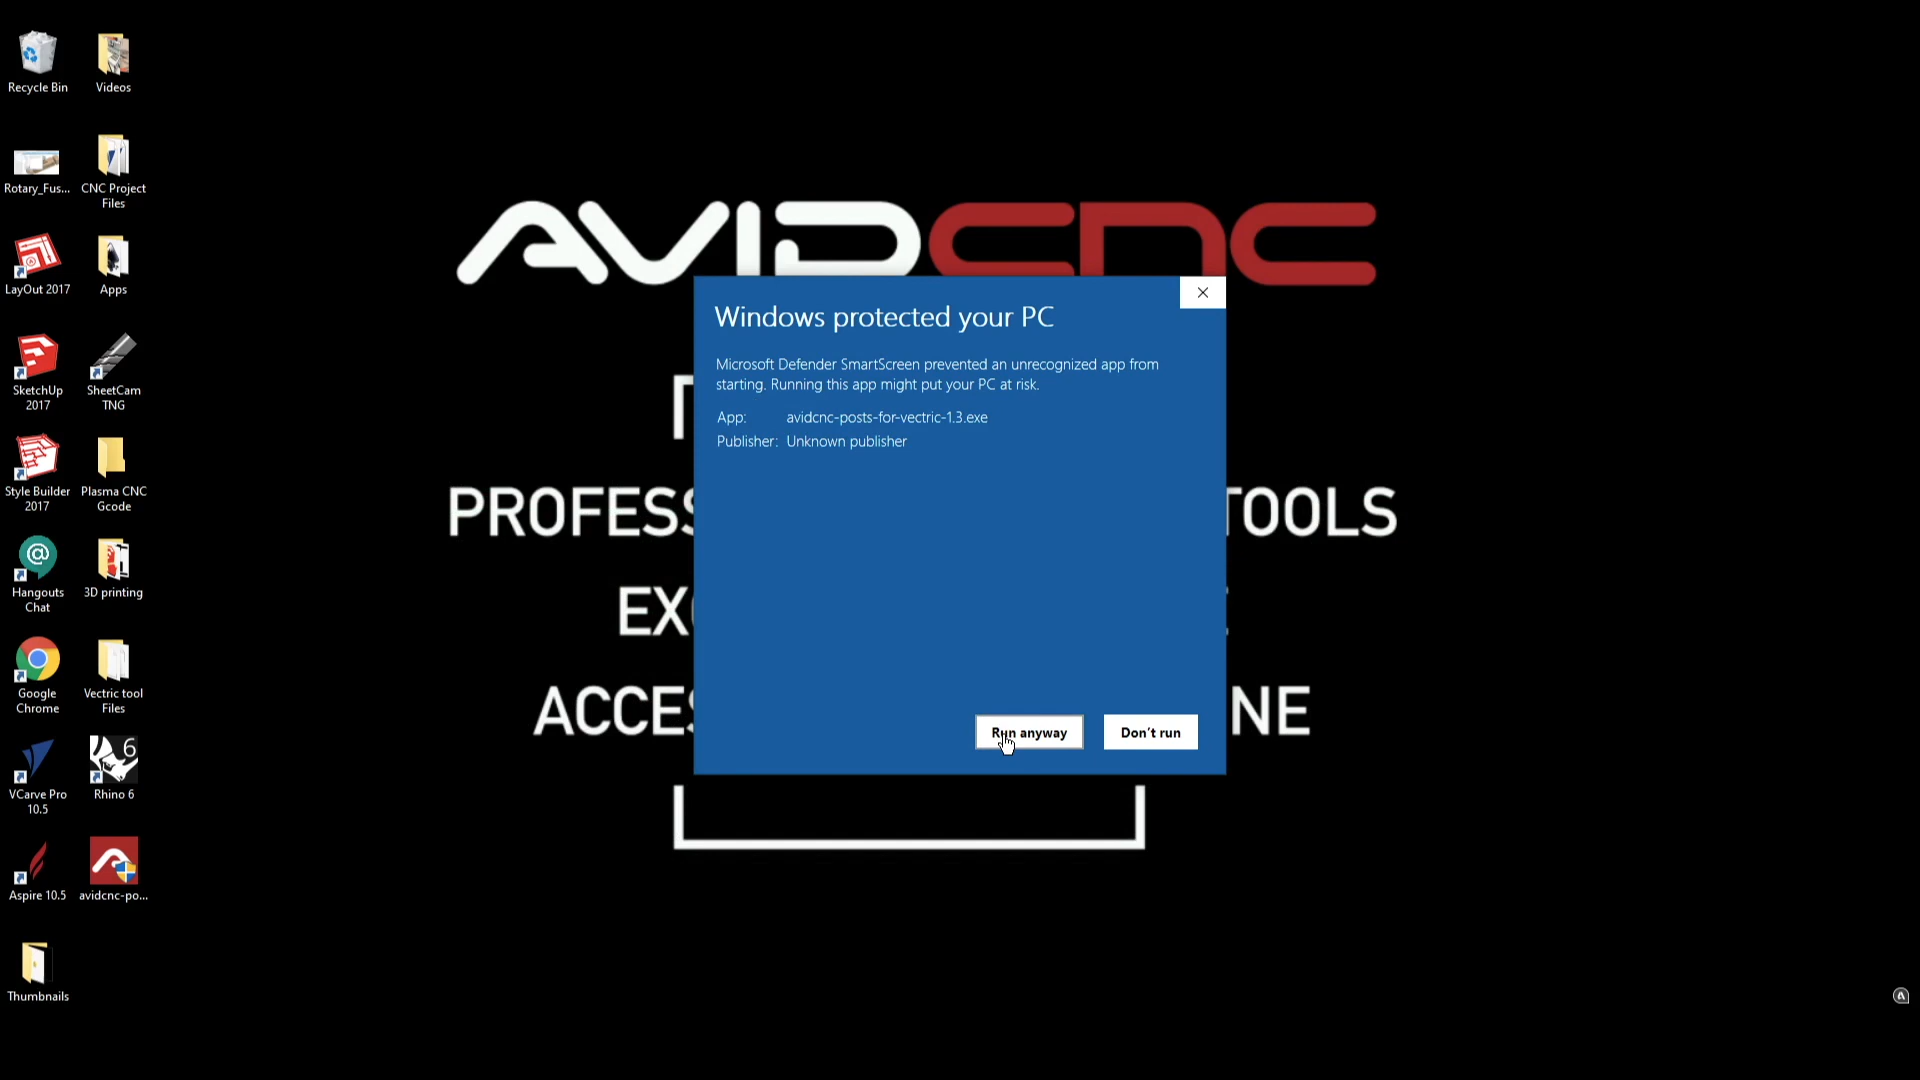 Recycle Bin
Videos
Rotary_Fus...
CNC Project
Files
LayOut 2017
Apps
SketchUp
2017
SheetCam
TNG
Style Builder
2017
Plasma CNC
Gcode
Hangouts
Chat
3D printing
Google
Chrome
Vectric tool
Files
VCarve Pro
10.5
6
Rhino 6
Aspire 10.5
avidcnc-po...
Thumbnails
AVIDCNC
Windows protected your PC
Microsoft Defender SmartScreen prevented an unrecognized app from
starting. Running this app might put your PC at risk.
App: avidcnc-posts-for-vectric-1.3.exe
Publisher: Unknown publisher
Run anyway
Don't run
PROFESS
TOOLS
EX
ACCES
NE